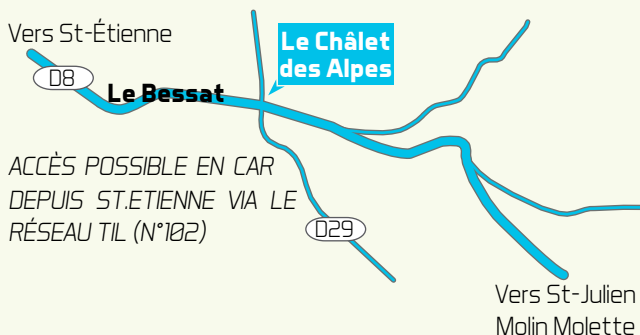 Vers St-Étienne
Le Châlet
des Alpes
D8
Le Bessat
ACCÈS POSSIBLE EN CAR
DEPUIS ST.ETIENNE VIA LE
RÉSEAU TIL (N°102)
D29
Vers St-Julien
Molin Molette